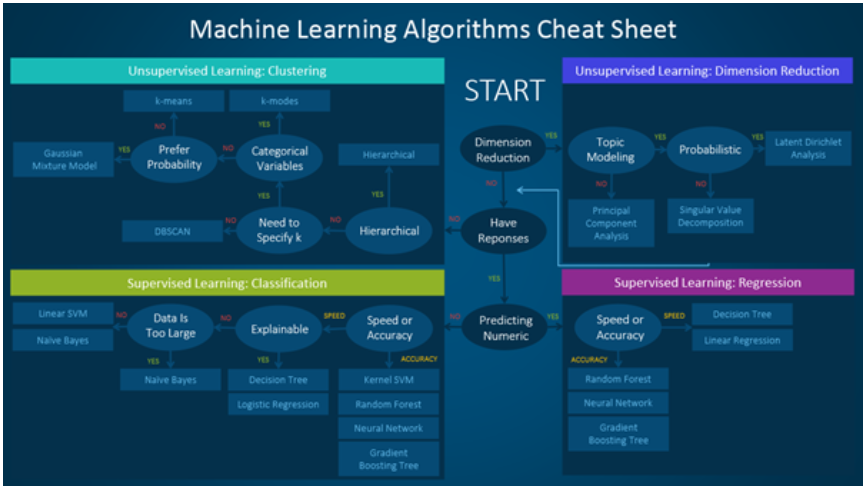 Machine Learning Algorithms Cheat Sheet
Unsupervised Learning: Clustering
START
Unsupervised Learning: Dimension Reduction
k-means
k-modes
NO
YES
Gaussian
Mixture Model
YES
Prefer
Probability
NO
Categorical
Variables
Hierarchical
YES
YES
DBSCAN
NO
Need to
Specify k
NO
Hierarchical
NO
Dimension
Reduction
YES
Topic
Modeling
YES
Probabilistic
YES
Latent Dirichlet
Analysis
NO
NO
NO
Principal
Component
Analysis
Singular Value
Decomposition
Have
Reponses
YES
Supervised Learning: Classification
Supervised Learning: Regression
Linear SVM
Naïve Bayes
NO
Data Is
Too Large
NO
Explainable
SPEED
Speed or
Accuracy
NO
Predicting
Numeric
YES
Speed or
Accuracy
SPEED
Decision Tree
Linear Regression
YES
YES
ACCURACY
ACCURACY
Naïve Bayes
Decision Tree
Logistic Regression
Kernel SVM
Random Forest
Neural Network
Gradient
Boosting Tree
Random Forest
Neural Network
Gradient
Boosting Tree